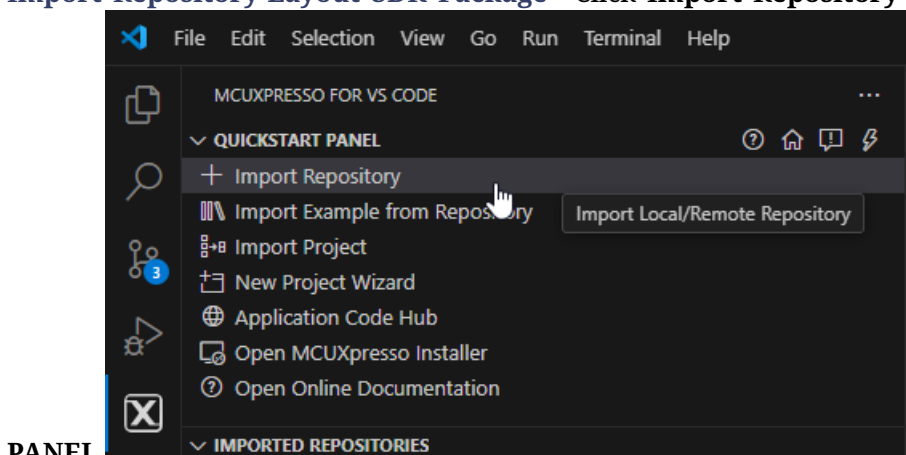 Import Repository Layout SDK Package click Import Repository
File Edit Selection View Go Run Terminal Help
MCUXPRESSO FOR VS CODE
QUICKSTART PANEL
Import Repository
Import Example from Repository
Import Local/Remote Repository
Import Project
3
New Project Wizard
Application Code Hub
Open MCUXpresso Installer
Open Online Documentation
PANEL
IMPORTED REPOSITORIES